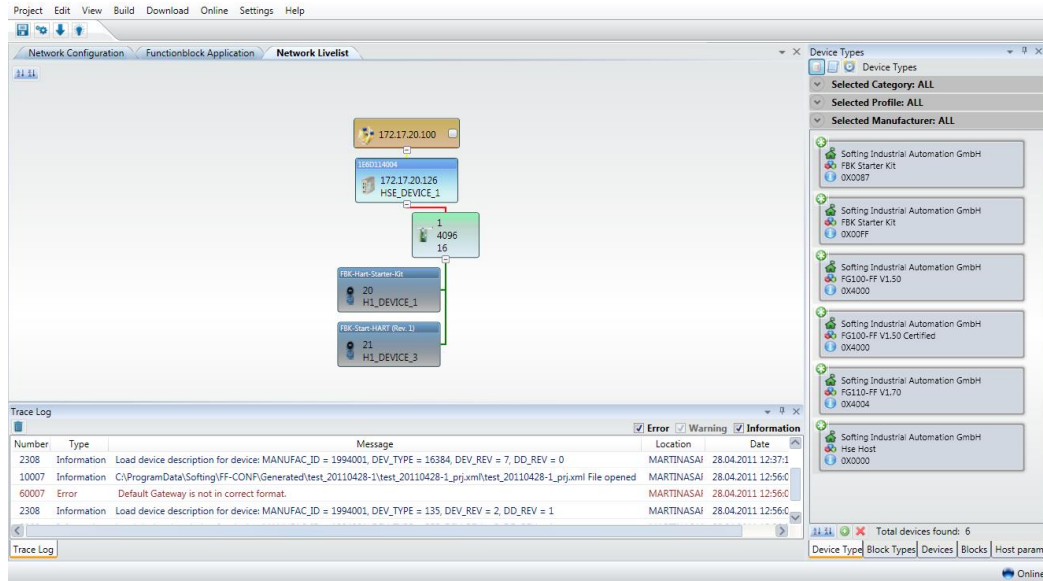 Project Edit View Build Download Online Settings Help
Network Configuration Functionblock Application Network Livelist
172.17.20.100
1E6D114004
172.17.20.126
HSE_DEVICE_1
1
4096
16
FBK-Hart-Starter-Kit
20
H1_DEVICE_1
FBK-Start-HART (Rev. 1)
21
H1_DEVICE_3
Device Types
Device Types
Selected Category: ALL
Selected Profile: ALL
Selected Manufacturer: ALL
Softing Industrial Automation GmbH
FBK Starter Kit
0X0087
Softing Industrial Automation GmbH
FBK Starter Kit
0X00FF
Softing Industrial Automation GmbH
FG100-FF V1.50
0X4000
Softing Industrial Automation GmbH
FG100-FF V1.50 Certified
0X4000
Softing Industrial Automation GmbH
FG110-FF V1.70
0X4004
Softing Industrial Automation GmbH
Hse Host
0X0000
Total devices found: 6
Device Type Block Types Devices Blocks Host param
Trace Log
Error Warning Information
Number Type Message Location Date
2308 Information Load device description for device: MANUFAC_ID = 1994001, DEV_TYPE = 16384, DEV_REV = 7, DD_REV = 0 MARTINASAF 28.04.2011 12:37:1
10007 Information C:\ProgramData\Softing\FF-CONF\Generated\test_20110428-1\test_20110428-1_prj.xml\test_20110428-1_prj.xml File opened MARTINASAF 28.04.2011 12:56:0
60007 Error Default Gateway is not in correct format. MARTINASAF 28.04.2011 12:56:0
2308 Information Load device description for device: MANUFAC_ID = 1994001, DEV_TYPE = 135, DEV_REV = 2, DD_REV = 1 MARTINASAF 28.04.2011 12:56:0
Trace Log
Online